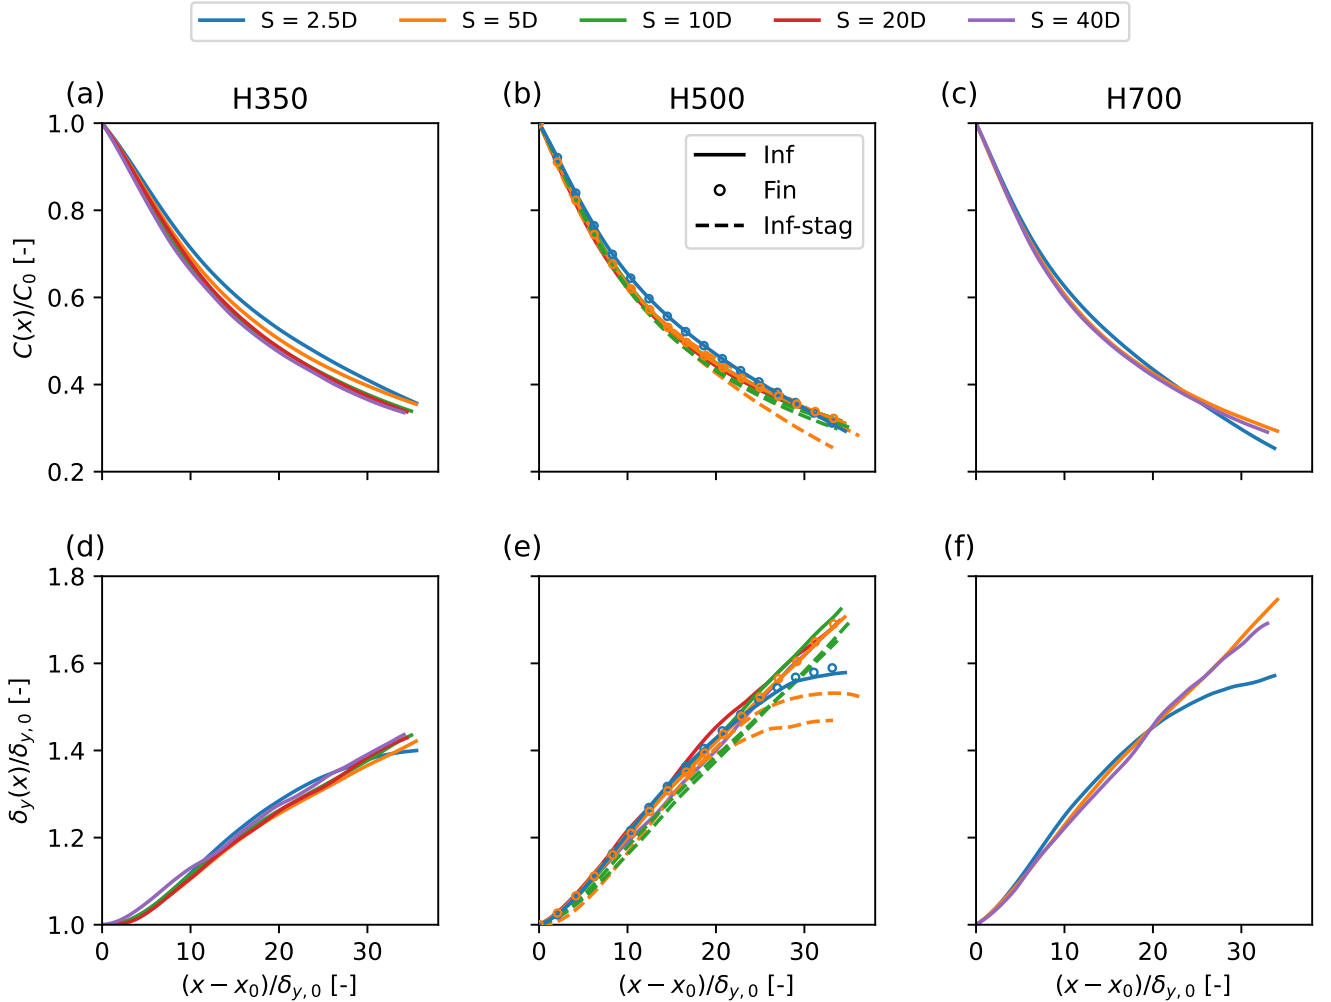 S = 2.5D S = 5D S = 10D S = 20D S = 40D
(a) H350 (b) H500 (c) H700
1.0
0.8
0.6
0.4
0.2
C(x)/C0 [-]
Inf
Fin
Inf-stag
(d) (e) (f)
1.8
1.6
1.4
1.2
1.0
δy(x)/δy,0 [-]
0 10 20 30 0 10 20 30 0 10 20 30
(x − x0)/δy,0 [-] (x − x0)/δy,0 [-] (x − x0)/δy,0 [-]